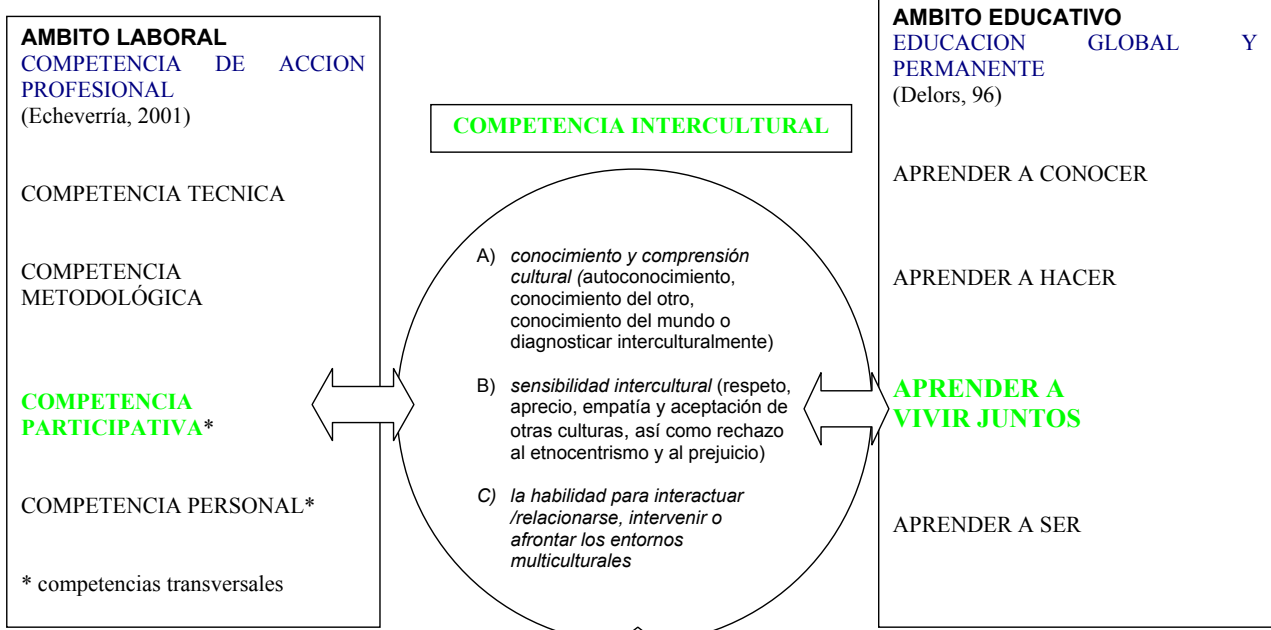 AMBITO LABORAL
COMPETENCIA DE ACCION
PROFESIONAL
(Echeverría, 2001)
COMPETENCIA TECNICA
COMPETENCIA
METODOLÓGICA
COMPETENCIA
PARTICIPATIVA*
COMPETENCIA PERSONAL*
* competencias transversales
COMPETENCIA INTERCULTURAL
A) conocimiento y comprensión
cultural (autoconocimiento,
conocimiento del otro,
conocimiento del mundo o
diagnosticar interculturalmente)
B) sensibilidad intercultural (respeto,
aprecio, empatía y aceptación de
otras culturas, así como rechazo
al etnocentrismo y al prejuicio)
C) la habilidad para interactuar
/relacionarse, intervenir o
afrontar los entornos
multiculturales
AMBITO EDUCATIVO
EDUCACION GLOBAL Y
PERMANENTE
(Delors, 96)
APRENDER A CONOCER
APRENDER A HACER
APRENDER A
VIVIR JUNTOS
APRENDER A SER